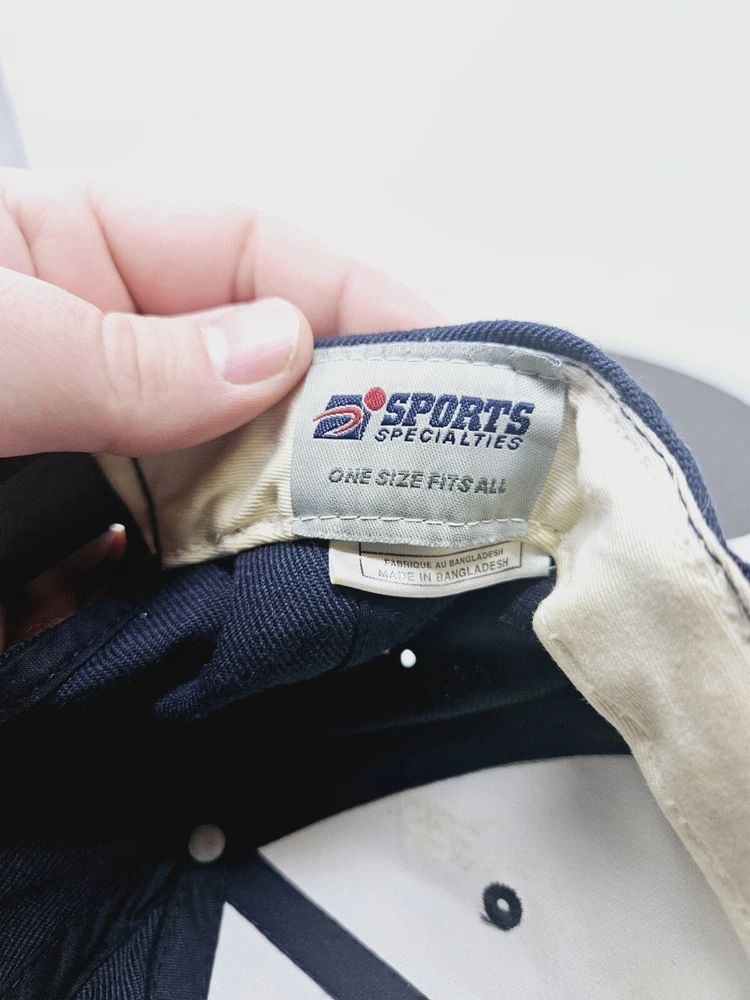 SPORTS
SPECIALTIES
ONE SIZE FITS ALL
FABRIQUE AU BANGLADESH
MADE IN BANGLADESH